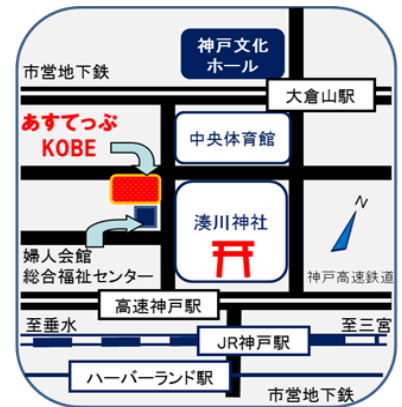 神戸文化
ホール
市営地下鉄
大倉山駅
あすてっぷ
KOBE
中央体育館
湊川神社
N
婦人会館
総合福祉センター
神戸高速鉄道
高速神戸駅
至垂水
至三宮
JR神戸駅
ハーバーランド駅
市営地下鉄